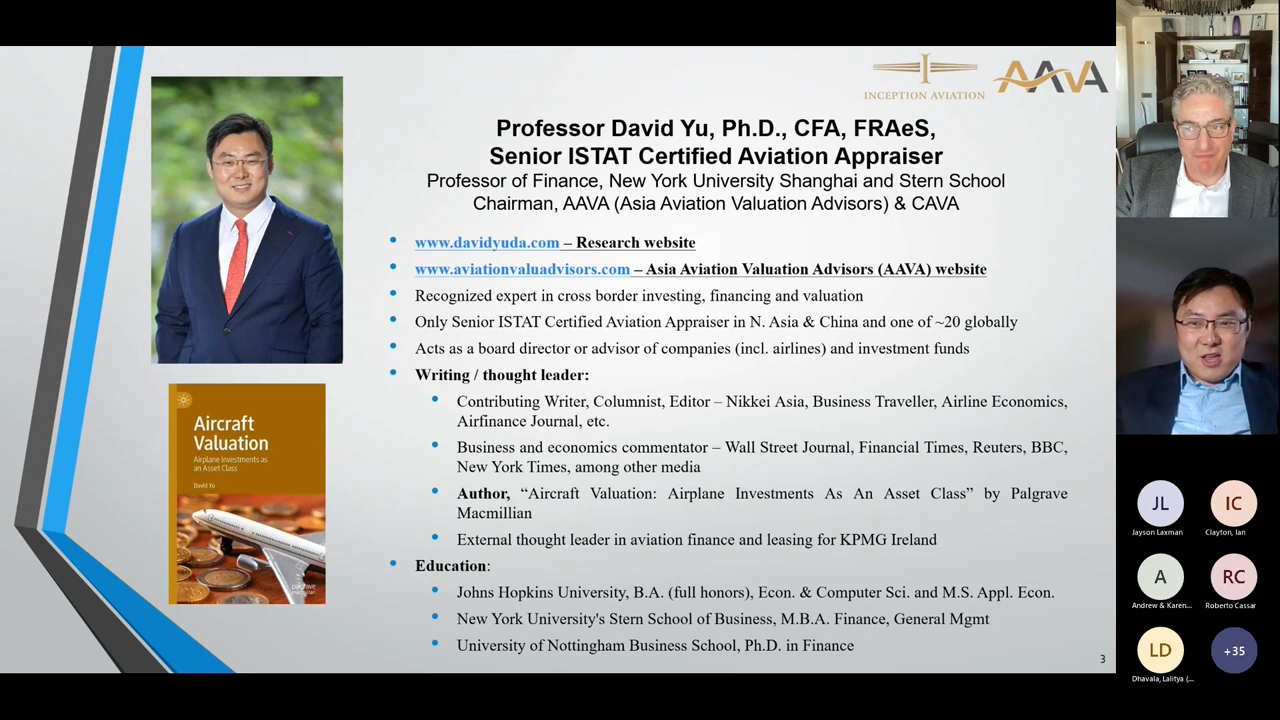 INCEPTION AVIATION
AAVA
Professor David Yu, Ph.D., CFA, FRAeS,
Senior ISTAT Certified Aviation Appraiser
Professor of Finance, New York University Shanghai and Stern School
Chairman, AAVA (Asia Aviation Valuation Advisors) & CAVA
www.davidyuda.com – Research website
www.aviationvaluadvisors.com – Asia Aviation Valuation Advisors (AAVA) website
Recognized expert in cross border investing, financing and valuation
Only Senior ISTAT Certified Aviation Appraiser in N. Asia & China and one of ~20 globally
Acts as a board director or advisor of companies (incl. airlines) and investment funds
Writing / thought leader:
Contributing Writer, Columnist, Editor – Nikkei Asia, Business Traveller, Airline Economics,
Airfinance Journal, etc.
Business and economics commentator – Wall Street Journal, Financial Times, Reuters, BBC,
New York Times, among other media
Author, “Aircraft Valuation: Airplane Investments As An Asset Class” by Palgrave
Macmillian
External thought leader in aviation finance and leasing for KPMG Ireland
Education:
Johns Hopkins University, B.A. (full honors), Econ. & Computer Sci. and M.S. Appl. Econ.
New York University's Stern School of Business, M.B.A. Finance, General Mgmt
University of Nottingham Business School, Ph.D. in Finance
3
Aircraft
Valuation
Airplane Investments as
an Asset Class
David Yu
palgrave
macmillan
JL
Jayson Laxman
IC
Clayton, Ian
A
Andrew & Karen...
RC
Roberto Cassar
LD
Dhavala, Lalitya (...
+35